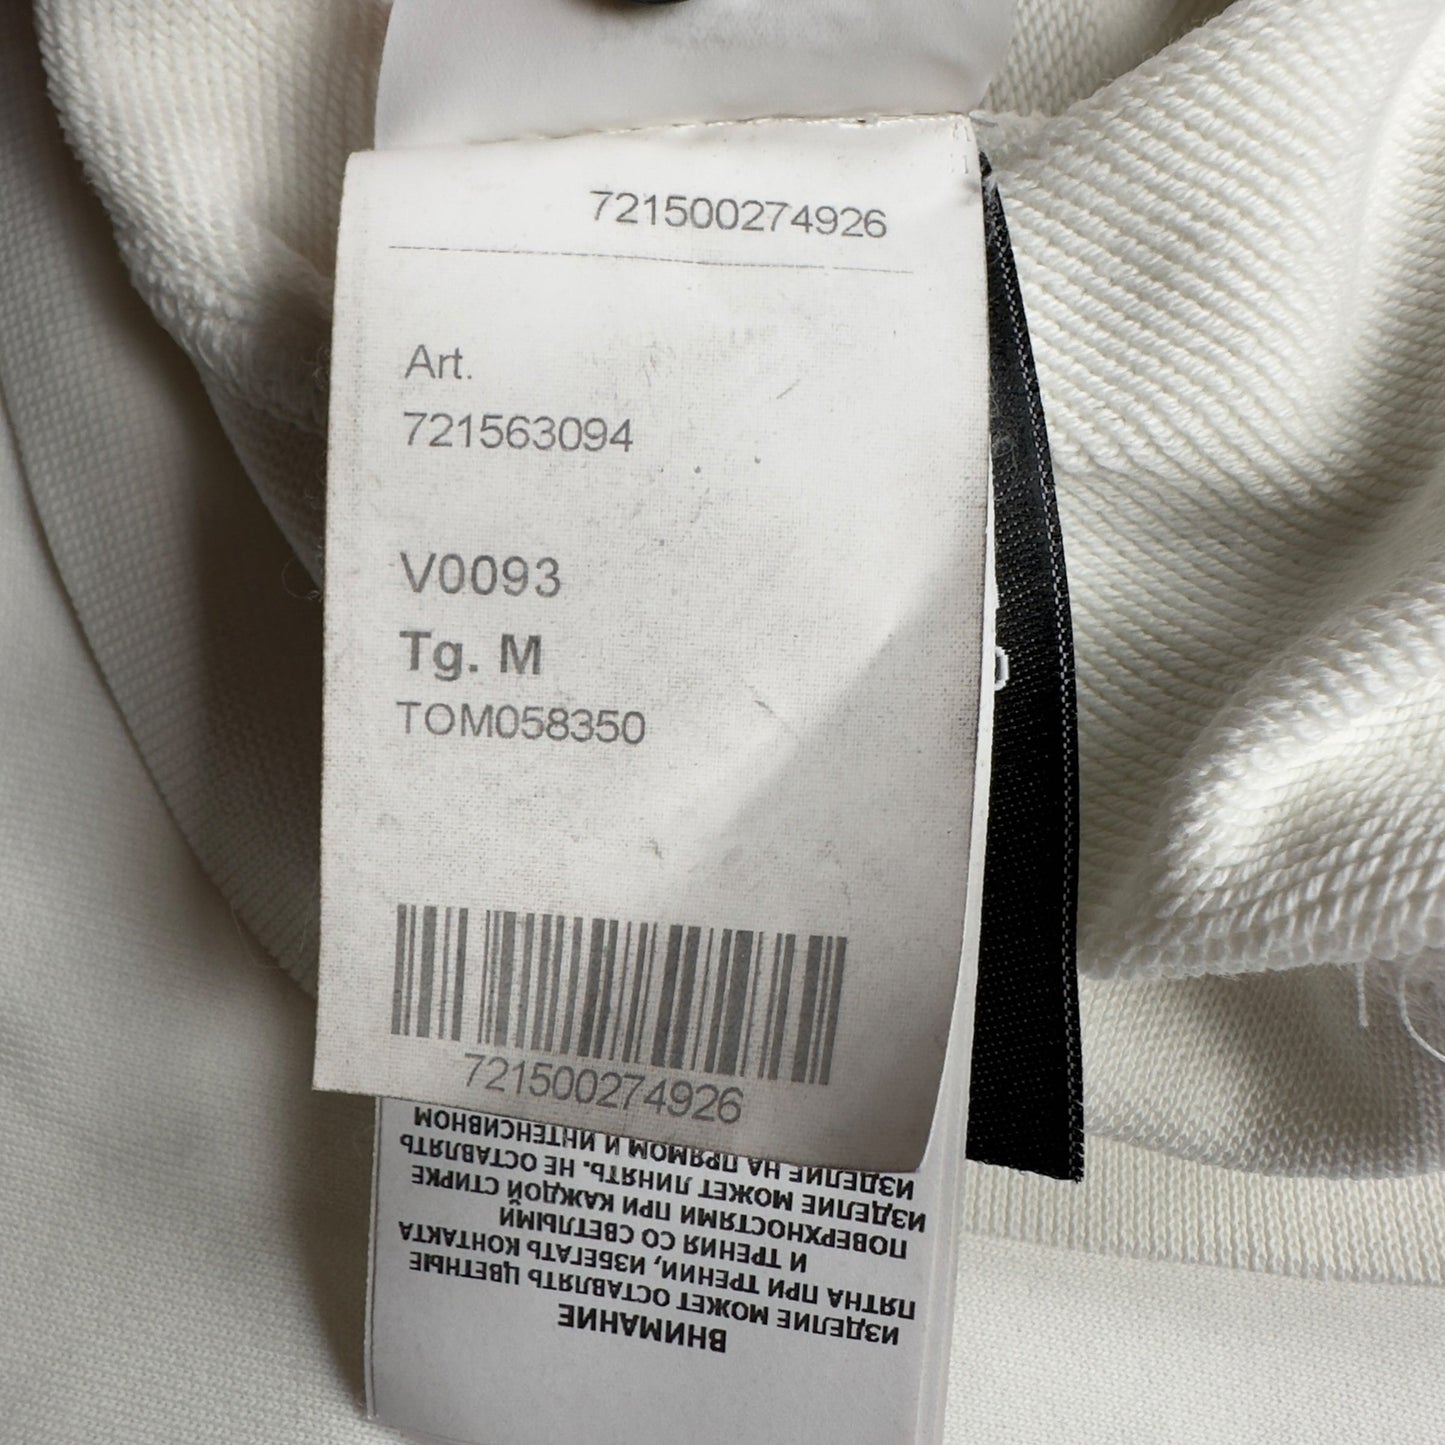 721500274926
Art.
721563094
V0093
Tg. M
TOM058350
721500274926
ВНИМАНИЕ
ИЗДЕЛИЕ МОЖЕТ ОСТАВЛЯТЬ ЦВЕТНЫЕ
ПЯТНА ПРИ ТРЕНИИ, ИЗБЕГАТЬ КОНТАКТА
И ТРЕНИЯ СО СВЕТЛЫМИ
ПОВЕРХНОСТЯМИ ПРИ КАЖДОЙ СТИРКЕ
ИЗДЕЛИЕ МОЖЕТ ЛИНЯТЬ. НЕ ОСТАВЛЯТЬ
ИЗДЕЛИЕ НА ПРЯМОМ И ИНТЕНСИВНОМ